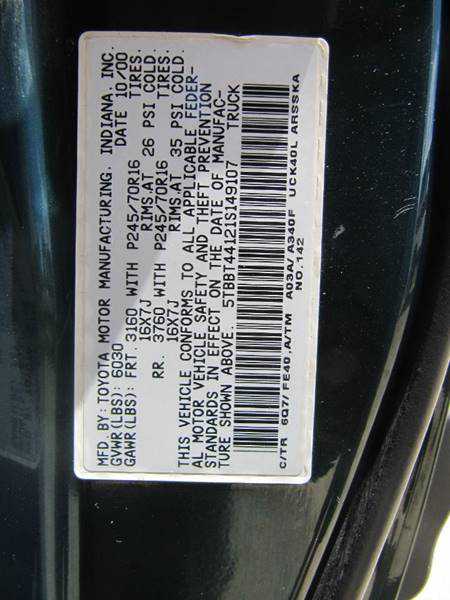 MFD. BY: TOYOTA MOTOR MANUFACTURING, INDIANA, INC.
GVWR(LBS): 6030 DATE 10/00
GAWR(LBS): FRT. 3160 WITH P245/70R16 TIRES,
16X7J RIMS,AT 26 PSI COLD.
RR. 3760 WITH P245/70R16 TIRES,
16X7J RIMS,AT 35 PSI COLD.
THIS VEHICLE CONFORMS TO ALL APPLICABLE FEDER-
AL MOTOR VEHICLE SAFETY AND THEFT PREVENTION
STANDARDS IN EFFECT ON THE DATE OF MANUFAC-
TURE SHOWN ABOVE. 5TBBT44121S149107 TRUCK
C/TR 6Q7/ FE40,A/TM A03A/ A340F UCK40L ARSSKA
NO.142